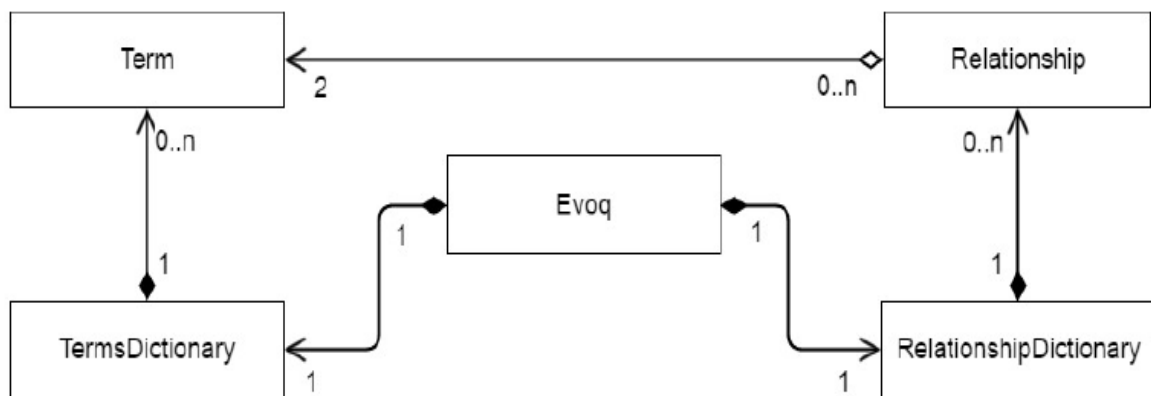 Term
Relationship
2
0..n
0..n
0..n
Evoq
1
1
1
1
TermsDictionary
RelationshipDictionary
1
1